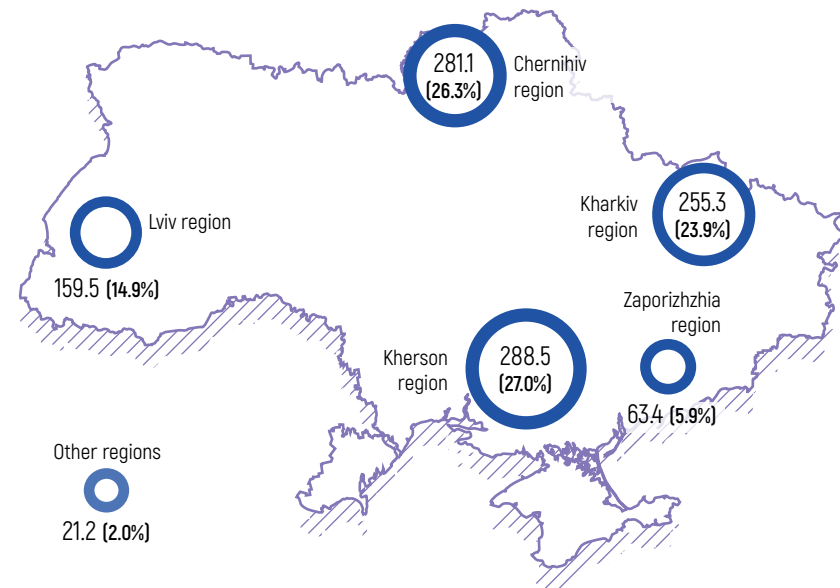 281.1
(26.3%)
Chernihiv
region
Lviv region
159.5 (14.9%)
Kharkiv
region
255.3
(23.9%)
Zaporizhzhia
region
63.4 (5.9%)
Kherson
region
288.5
(27.0%)
Other regions
21.2 (2.0%)